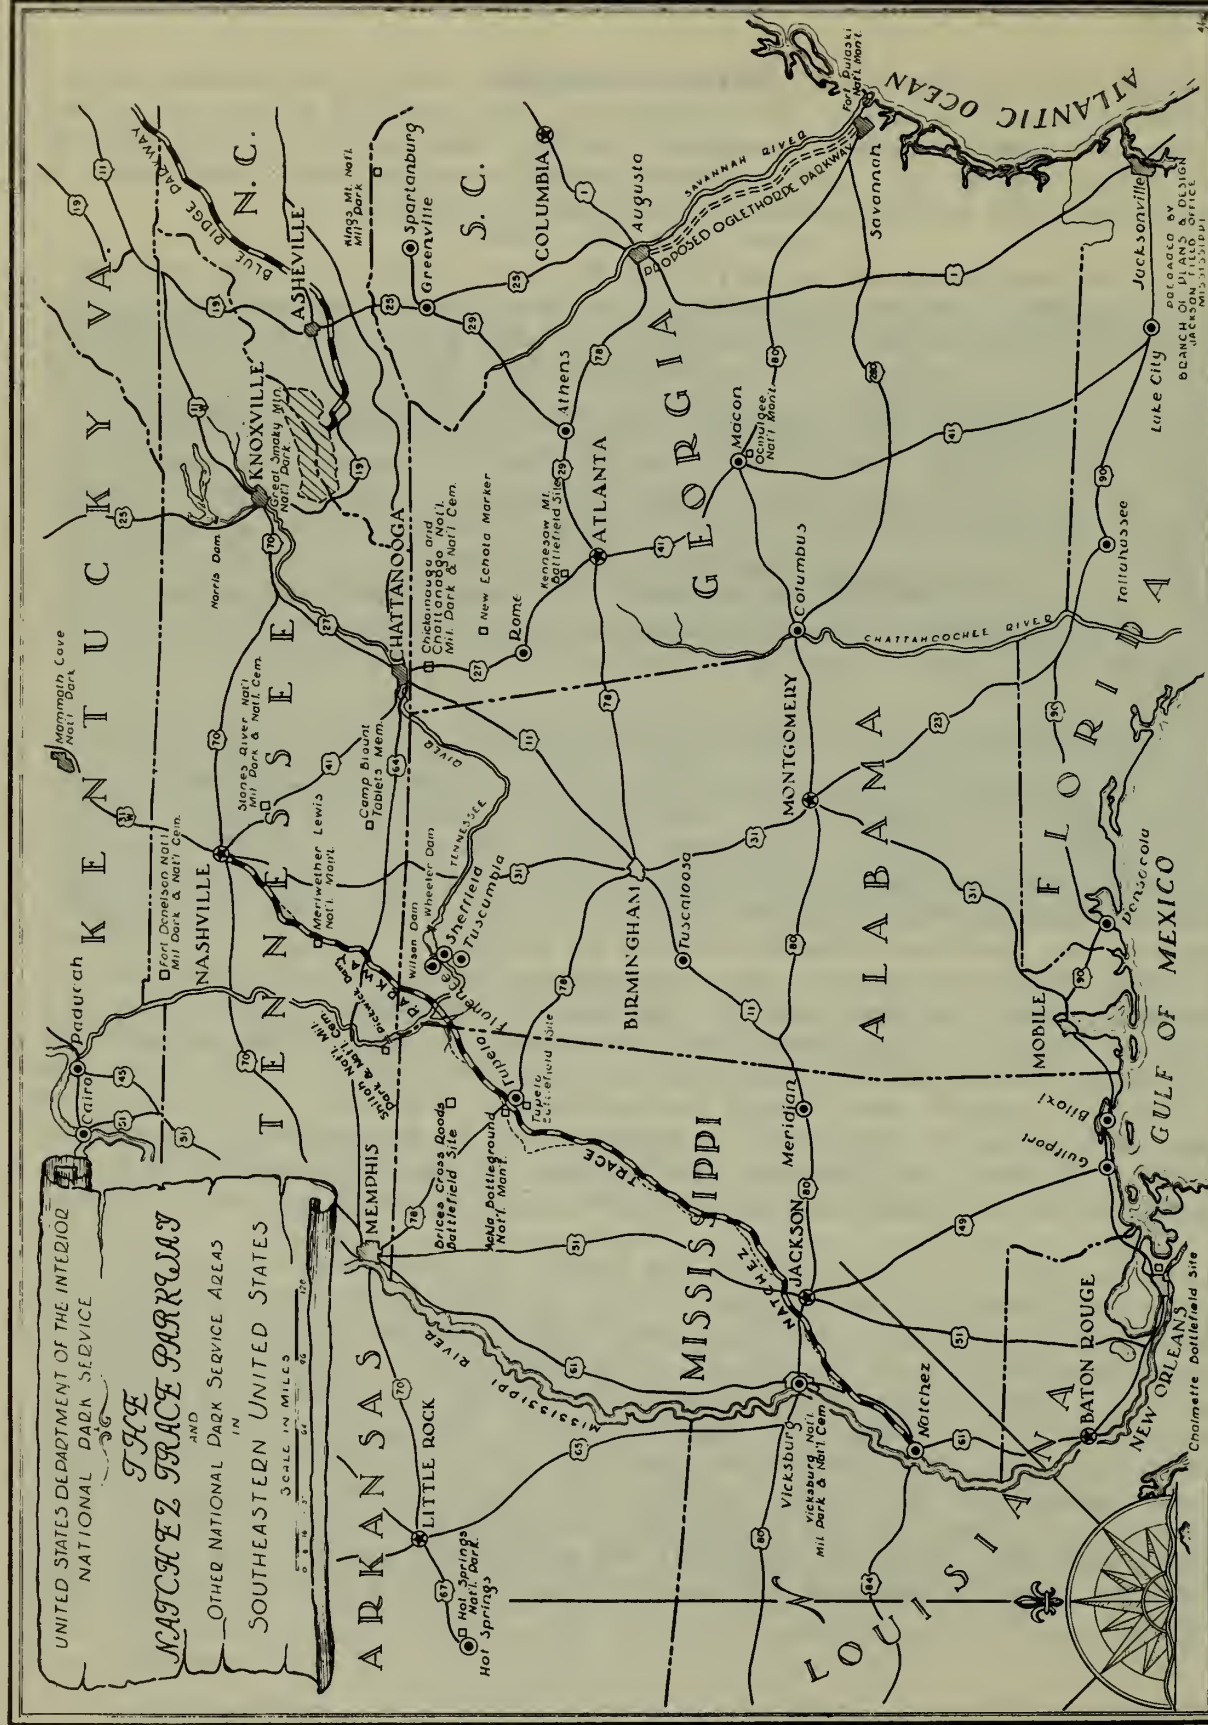 UNITED STATES DEPARTMENT OF THE INTERIOR
NATIONAL PARK SERVICE
THE
NATCHEZ TRACE PARKWAY
AND
OTHER NATIONAL PARK SERVICE AREAS
IN
SOUTHEASTERN UNITED STATES
SCALE IN MILES
KENTUCKY
VA.
N. C.
S. C.
TENNESSEE
ARKANSAS
MISSISSIPPI
ALABAMA
GEORGIA
FLORIDA
LOUISIANA
ATLANTIC OCEAN
GULF OF MEXICO
Cairo
Paducah
Mammoth Cave
Nat'l Park
Fort Donelson Nat'l
Mil Park & Nat'l Cem.
NASHVILLE
Stones River Nat'l
Mil Park & Nat'l Cem.
Meriwether Lewis
Nat'l Mon't.
Camp Blount
Tablets Mem.
Norris Dam
KNOXVILLE
Great Smoky Mtn.
Nat'l Park
BLUE RIDGE PARKWAY
ASHEVILLE
Kings Mt. Nat'l.
Mil Park
Spartanburg
Greenville
COLUMBIA
CHATTANOOGA
Chickamauga and
Chattanooga Nat'l.
Mil. Park & Nat'l Cem.
New Echota Marker
Rome
Kennesaw Mt.
Battlefield Site
ATLANTA
Athens
Augusta
SAVANNAH RIVER
PROPOSED OGLETHORPE PARKWAY
Fort Pulaski
Nat'l Mon't.
Savannah
Macon
Ocmulgee
Nat'l Mon't
Columbus
CHATTAHOOCHEE RIVER
Tallahassee
Lake City
Jacksonville
MEMPHIS
Shiloh Nat'l Mil.
Park & Nat'l Cem.
Pickwick Dam
Wilson Dam
Wheeler Dam
TENNESSEE RIVER
Florence
Sheffield
Tuscumbia
Brices Cross Roads
Battlefield Site
Ackia Battleground
Nat'l Mon't.
Tupelo
Tupelo
Battlefield Site
NATCHEZ TRACE PARKWAY
BIRMINGHAM
Tuscaloosa
MONTGOMERY
LITTLE ROCK
Hot Springs
Nat'l Park.
Hot Springs
MISSISSIPPI RIVER
Vicksburg
Vicksburg Nat'l
Mil Park & Nat'l Cem
JACKSON
Meridian
Natchez
BATON ROUGE
NEW ORLEANS
Chalmette Battlefield Site
Gulfport
Biloxi
MOBILE
Pensacola
N
PREPARED BY
BRANCH OF PLANS & DESIGN
JACKSON FIELD OFFICE
MISSISSIPPI